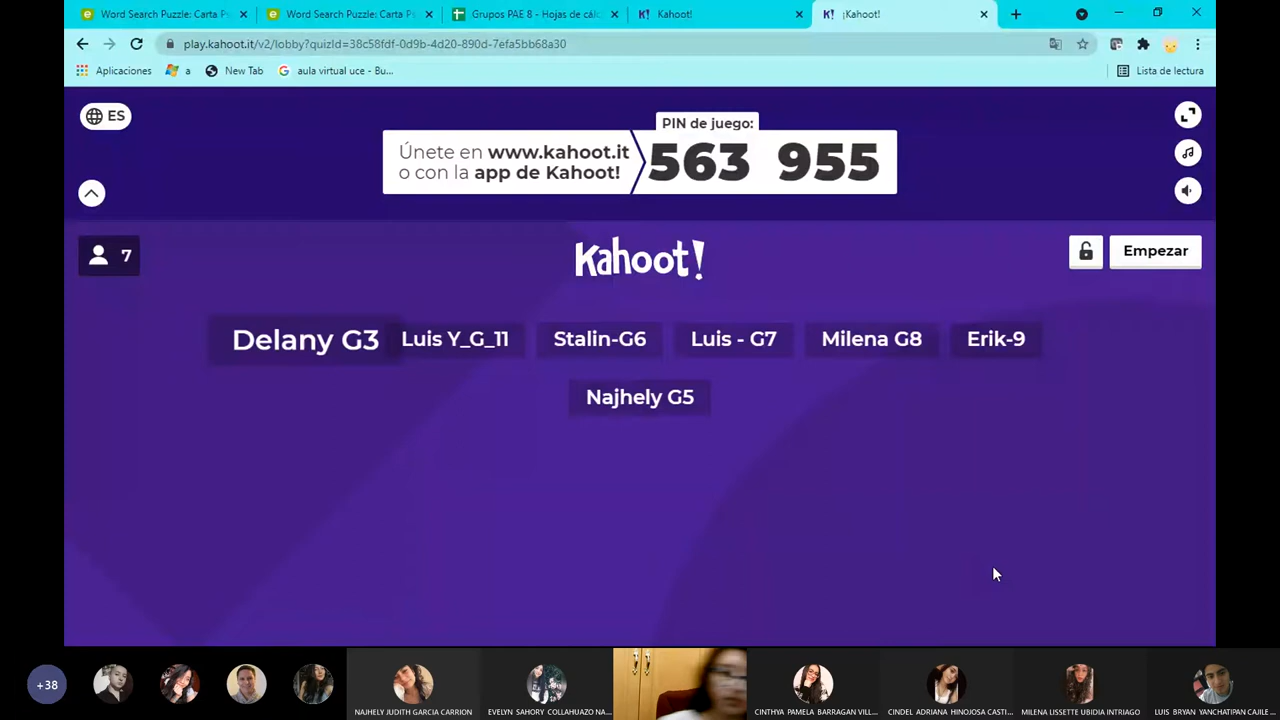 Word Search Puzzle: Carta Ps
Word Search Puzzle: Carta P
Grupos PAE 8 - Hojas de cálc
Kahoot!
¡Kahoot!
play.kahoot.it/v2/lobby?quizId=38c58fdf-0d9b-4d20-890d-7efa5bb68a30
Aplicaciones
a
New Tab
aula virtual uce - Bu...
Lista de lectura
ES
PIN de juego:
Únete en www.kahoot.it
o con la app de Kahoot!
563 955
7
Kahoot!
Empezar
Delany G3
Luis Y_G_11
Stalin-G6
Luis - G7
Milena G8
Erik-9
Najhely G5
+38
NAJHELY JUDITH GARCIA CARRION
EVELYN SAHORY COLLAHUAZO NA...
CINTHYA PAMELA BARRAGAN VILL...
CINDEL ADRIANA HINOJOSA CASTI...
MILENA LISSETTE UBIDIA INTRIAGO
LUIS BRYAN YANCHATIPAN CAJILE...